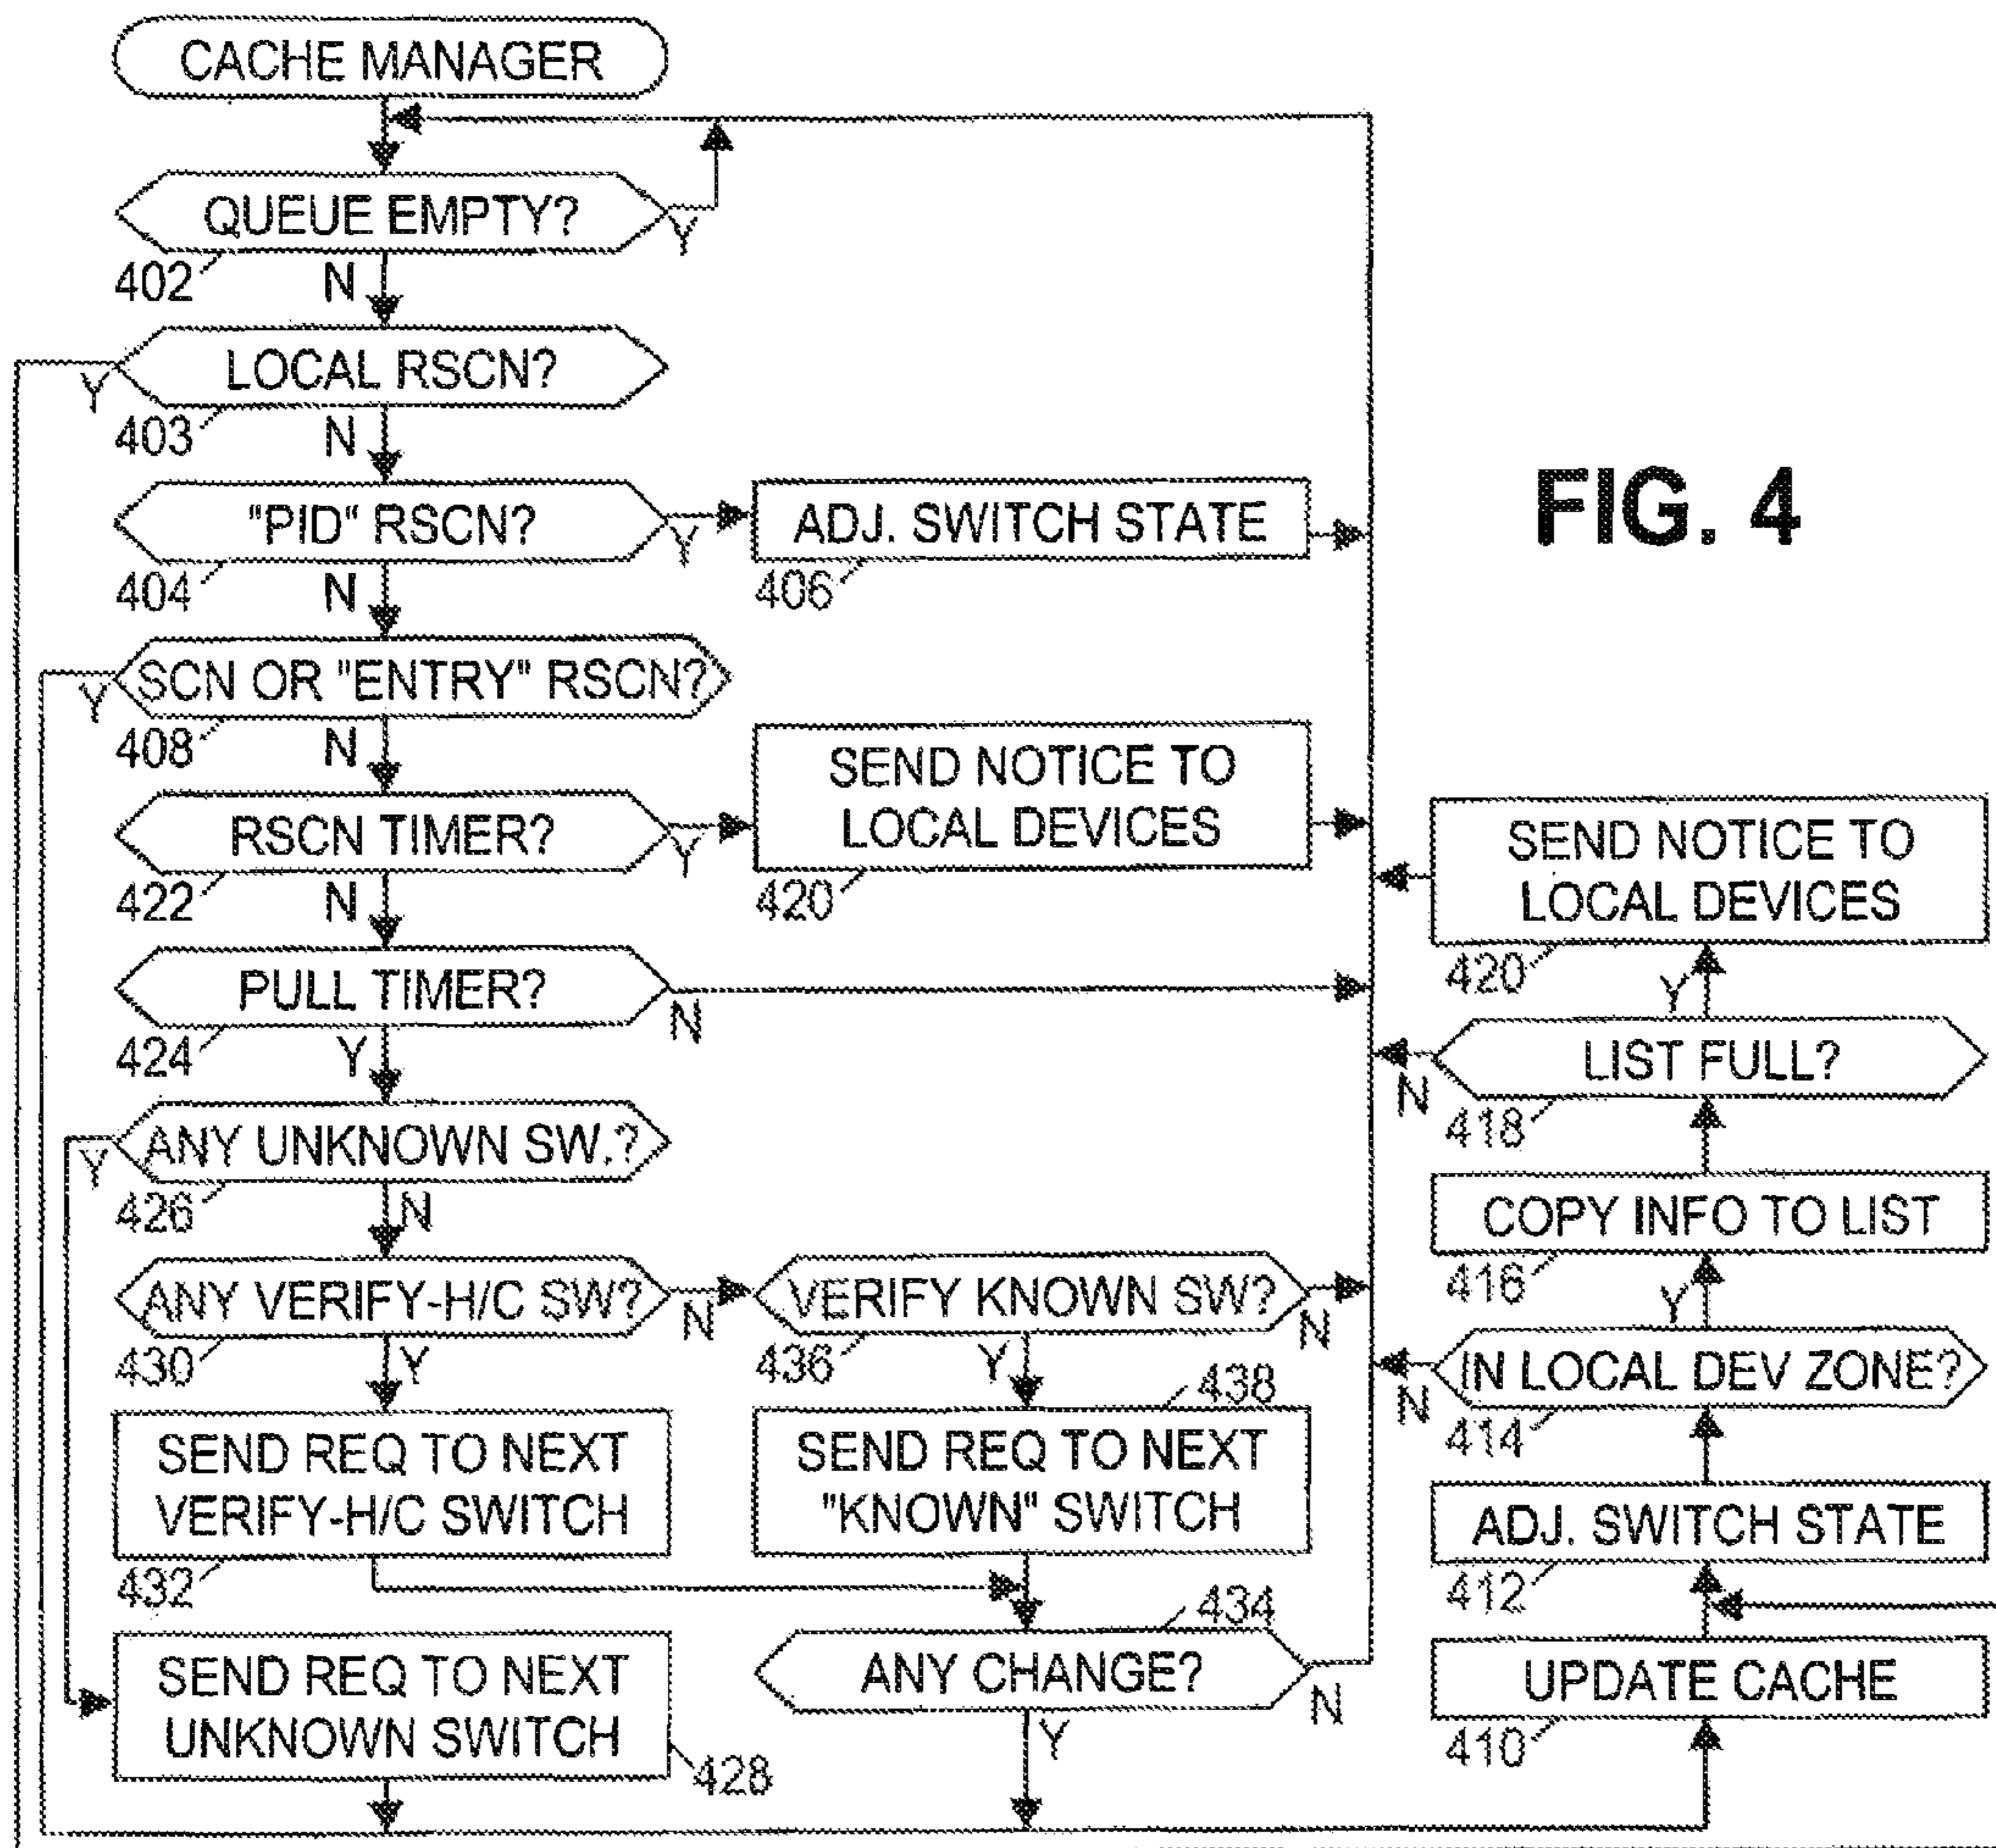 CACHE MANAGER
QUEUE EMPTY?
Y
402
N
LOCAL RSCN?
Y
403
N
"PID" RSCN?
Y
404
N
ADJ. SWITCH STATE
406
FIG. 4
SCN OR "ENTRY" RSCN?
Y
408
N
RSCN TIMER?
Y
422
N
SEND NOTICE TO
LOCAL DEVICES
420
PULL TIMER?
N
424
Y
ANY UNKNOWN SW.?
Y
426
N
ANY VERIFY-H/C SW?
N
430
Y
VERIFY KNOWN SW?
N
436
Y
SEND REQ TO NEXT
VERIFY-H/C SWITCH
432
438
SEND REQ TO NEXT
"KNOWN" SWITCH
434
ANY CHANGE?
N
Y
SEND REQ TO NEXT
UNKNOWN SWITCH
428
SEND NOTICE TO
LOCAL DEVICES
420
Y
LIST FULL?
N
418
COPY INFO TO LIST
416
Y
IN LOCAL DEV ZONE?
N
414
ADJ. SWITCH STATE
412
UPDATE CACHE
410